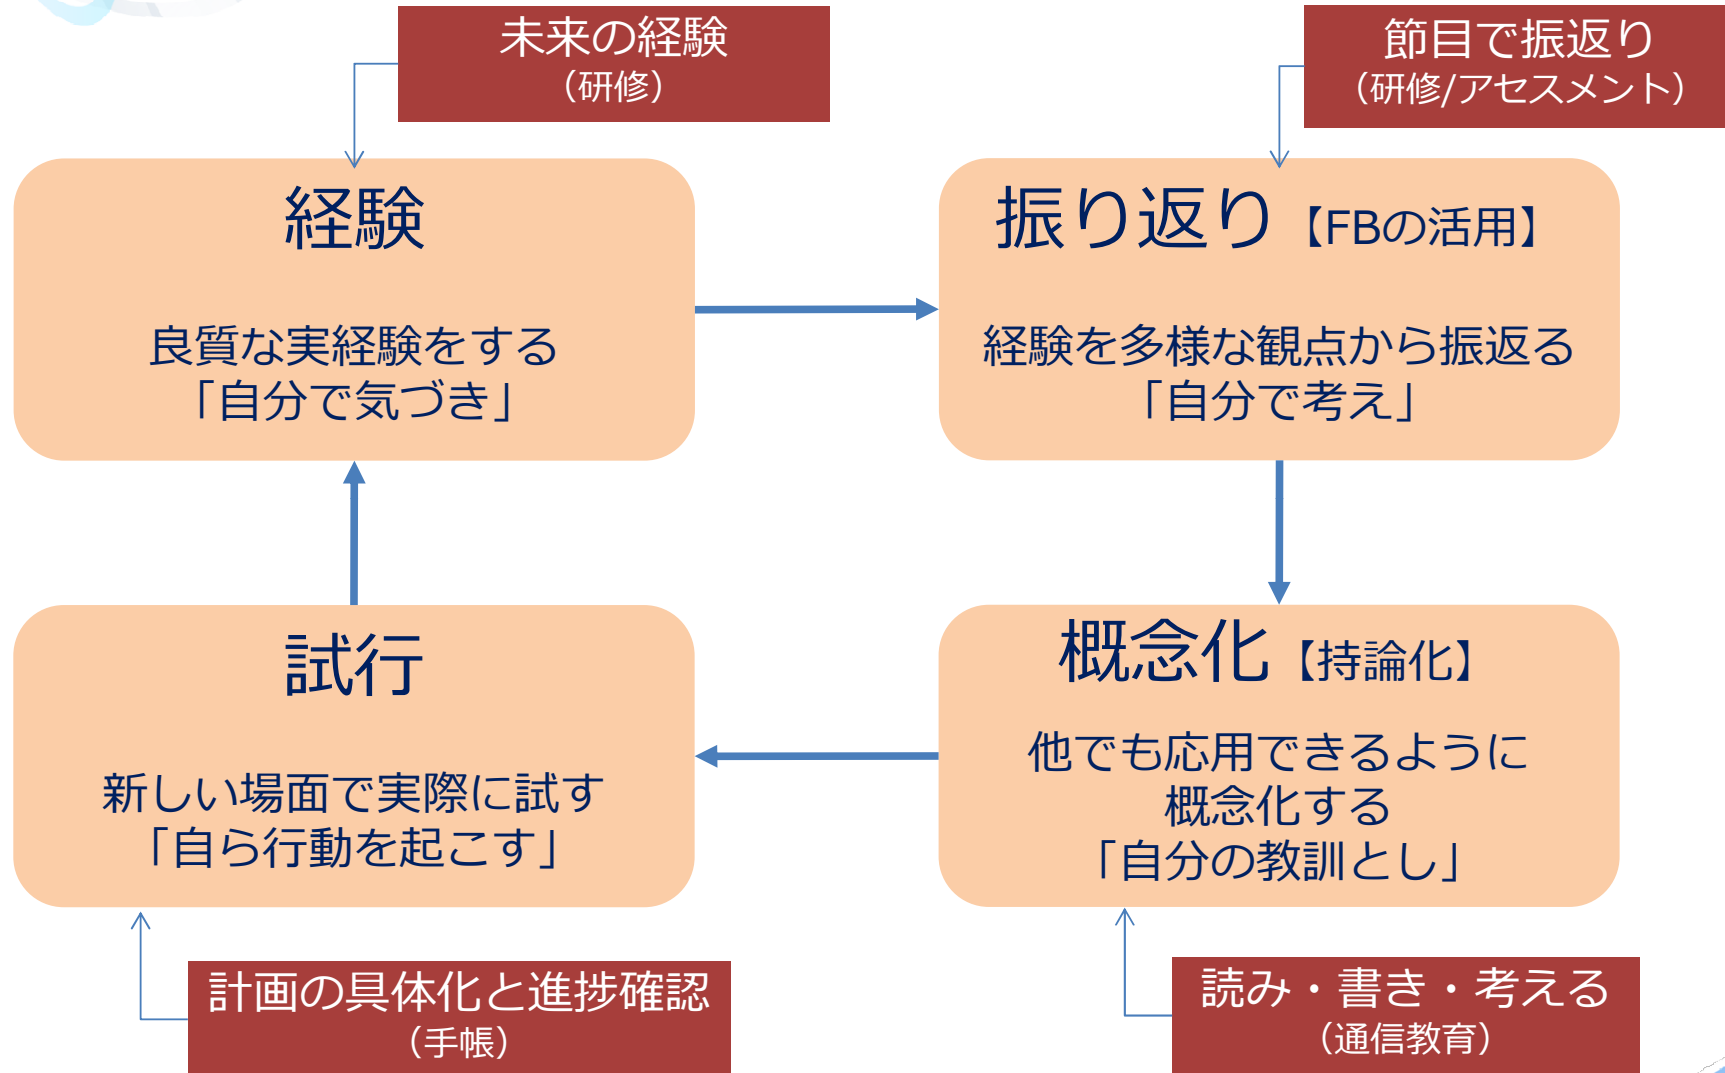 未来の経験
（研修）
節目で振返り
（研修/アセスメント）
経験
良質な実経験をする
「自分で気づき」
振り返り【FBの活用】
経験を多様な観点から振返る
「自分で考え」
試行
新しい場面で実際に試す
「自ら行動を起こす」
概念化【持論化】
他でも応用できるように
概念化する
「自分の教訓とし」
計画の具体化と進捗確認
（手帳）
読み・書き・考える
（通信教育）